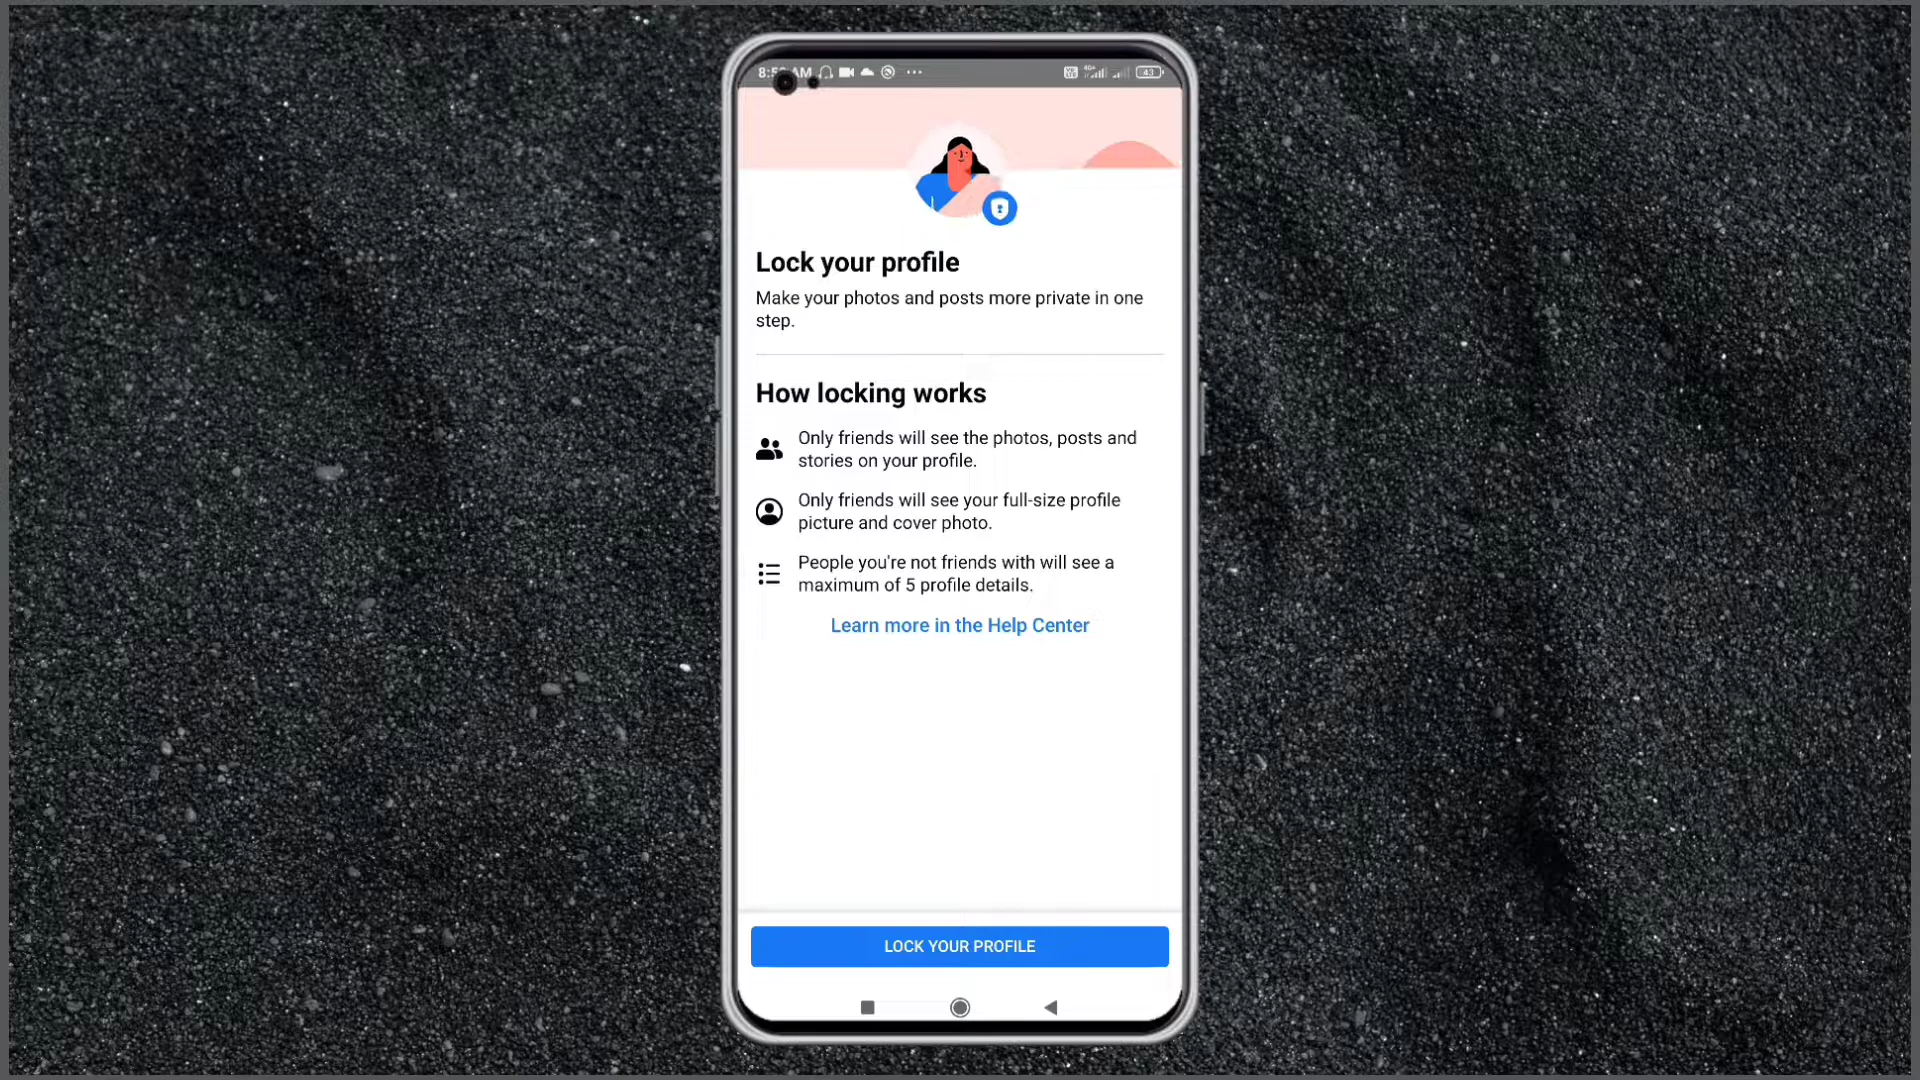 Lock your profile
Make your photos and posts more private in one
step.
How locking works
Only friends will see the photos, posts and
stories on your profile.
Only friends will see your full-size profile
picture and cover photo.
People you're not friends with will see a
maximum of 5 profile details.
Learn more in the Help Center
LOCK YOUR PROFILE